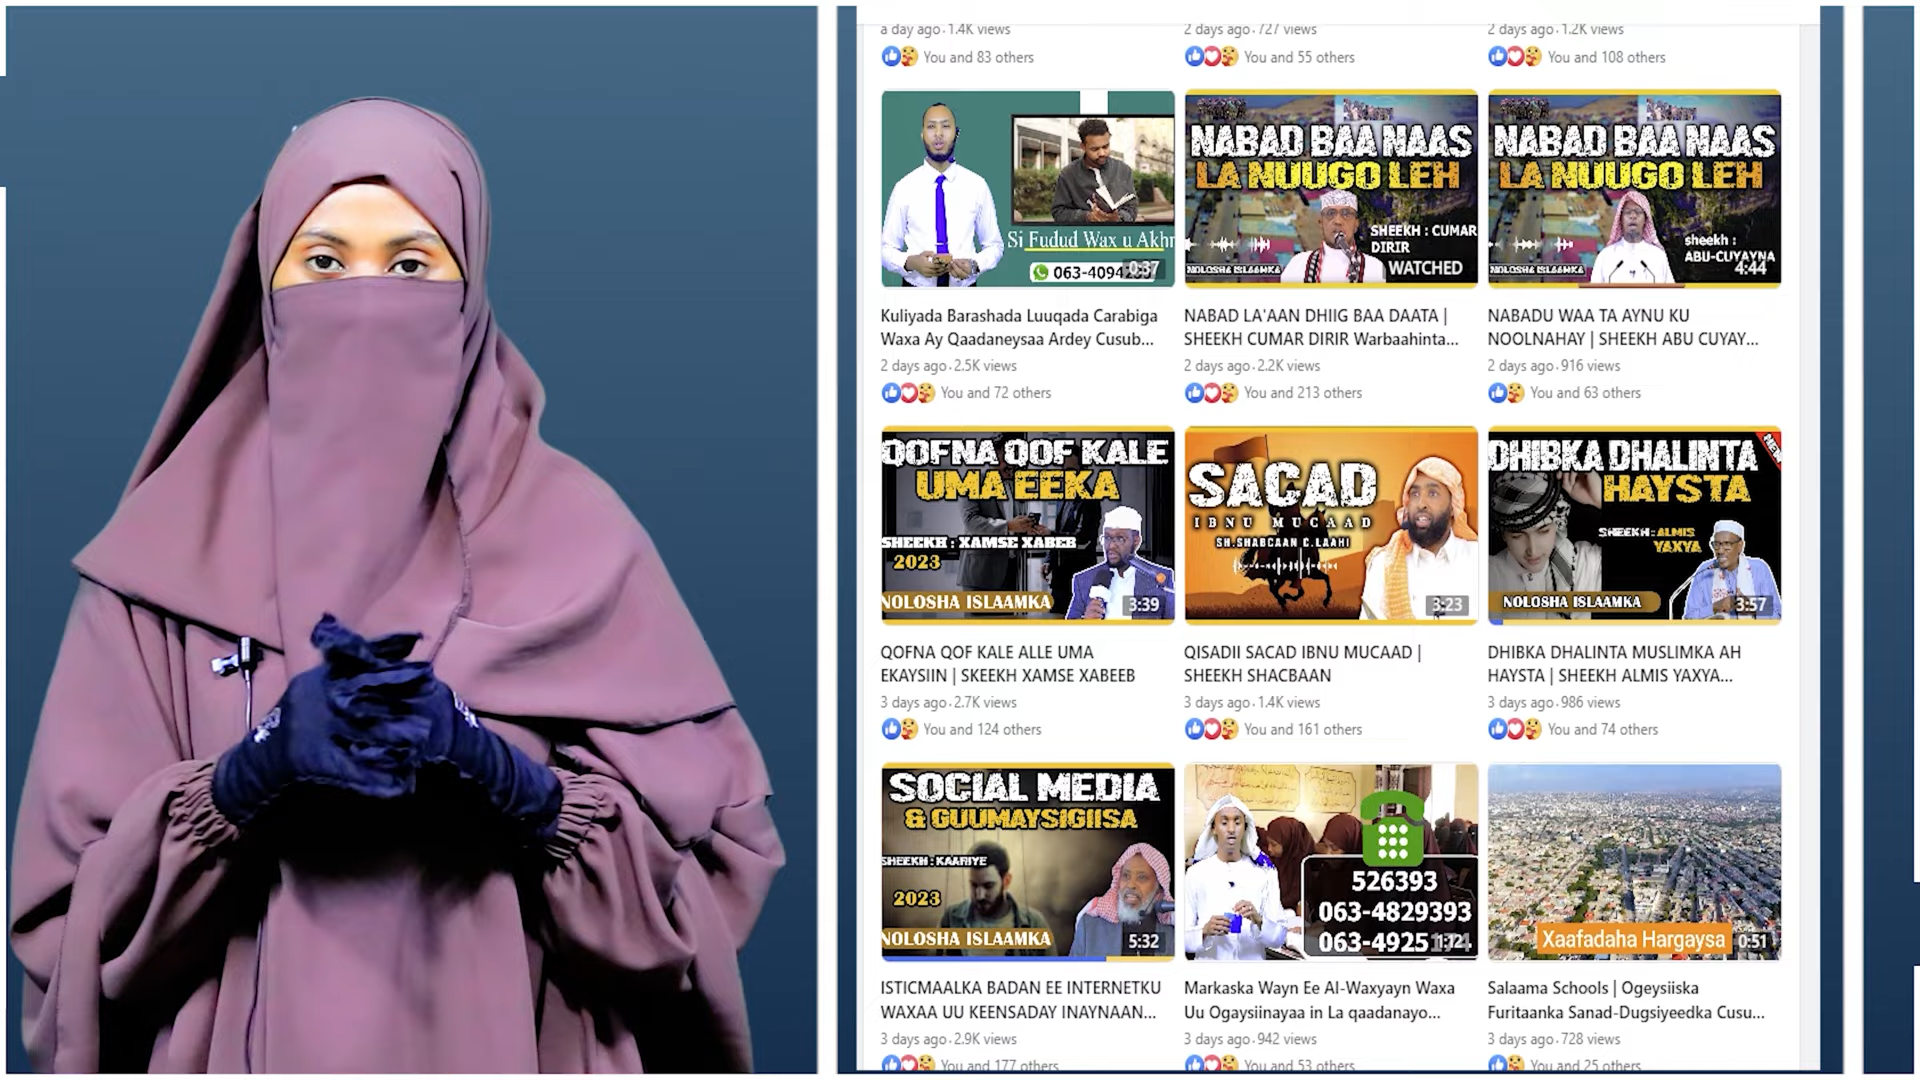 a day ago · 1.4K views
2 days ago · 727 views
2 days ago · 1.2K views
You and 83 others
You and 55 others
You and 108 others
Si Fudud Wax u Akhr
063-4094
0:37
NABAD BAA NAAS
LA NUUGO LEH
SHEEKH : CUMAR
DIRIR
NOLOSHA ISLAAMKA
WATCHED
NABAD BAA NAAS
LA NUUGO LEH
sheekh :
ABU-CUYAYNA
NOLOSHA ISLAAMKA
4:44
Kuliyada Barashada Luuqada Carabiga
Waxa Ay Qaadaneysaa Ardey Cusub...
2 days ago · 2.5K views
You and 72 others
NABAD LA'AAN DHIIG BAA DAATA |
SHEEKH CUMAR DIRIR Warbaahinta...
2 days ago · 2.2K views
You and 213 others
NABADU WAA TA AYNU KU
NOOLNAHAY | SHEEKH ABU CUYAY...
2 days ago · 916 views
You and 63 others
QOFNA QOF KALE
UMA EEKA
SHEEKH : XAMSE XABEB
2023
NOLOSHA ISLAAMKA
3:39
SACAD
IBNU MUCAAD
SH.SHABCAAN C.LAAHI
3:23
NEW
DHIBKA DHALINTA
HAYSTA
SHEEKH : ALMIS
YAXYA
NOLOSHA ISLAAMKA
3:57
QOFNA QOF KALE ALLE UMA
EKAYSIIN | SKEEKH XAMSE XABEEB
3 days ago · 2.7K views
You and 124 others
QISADII SACAD IBNU MUCAAD |
SHEEKH SHACBAAN
3 days ago · 1.4K views
You and 161 others
DHIBKA DHALINTA MUSLIMKA AH
HAYSTA | SHEEKH ALMIS YAXYA...
3 days ago · 986 views
You and 74 others
SOCIAL MEDIA
& GUUMAYSIGIISA
SHEEKH : KAARIYE
2023
NOLOSHA ISLAAMKA
5:32
526393
063-4829393
063-4925
1:12
Xaafadaha Hargaysa
0:51
ISTICMAALKA BADAN EE INTERNETKU
WAXAA UU KEENSADAY INAYNAAN...
3 days ago · 2.9K views
You and 177 others
Markaska Wayn Ee Al-Waxyayn Waxa
Uu Ogaysiinayaa in La qaadanayo...
3 days ago · 942 views
You and 53 others
Salaama Schools | Ogeysiiska
Furitaanka Sanad-Dugsiyeedka Cusu...
3 days ago · 728 views
You and 25 others